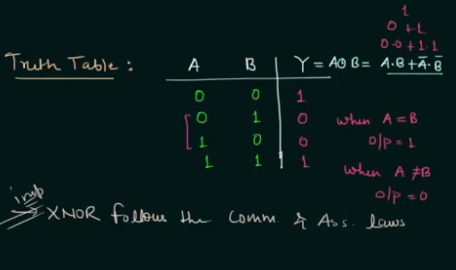 1
0 + 1
0·0 + 1·1
Truth Table : A B Y = A⊙B = A·B + A̅·B̅
0 0 1
0 1 0 when A = B
1 0 0 o/p = 1
1 1 1 when A ≠ B
o/p = 0
imp
XNOR follow the comm & Ass. laws